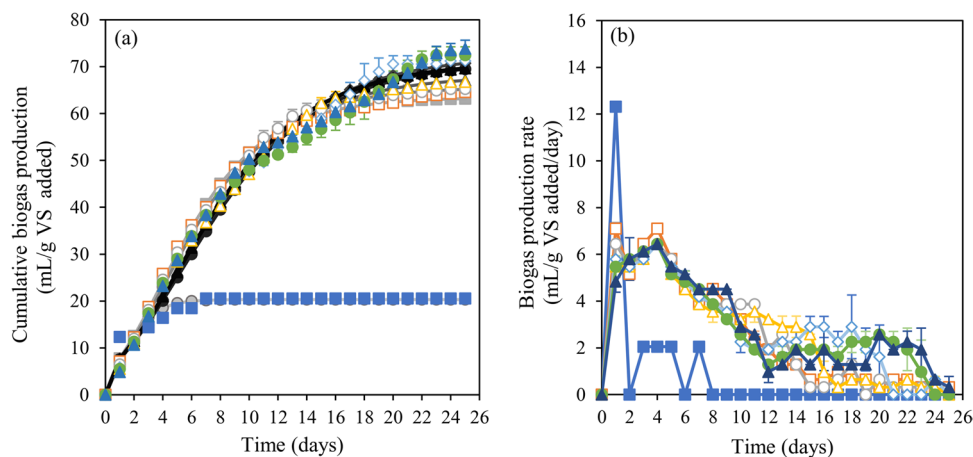 (a)
Cumulative biogas production
(mL/g VS added)
80
70
60
50
40
30
20
10
0
0 2 4 6 8 10 12 14 16 18 20 22 24 26
Time (days)
(b)
Biogas production rate
(mL/g VS added/day)
16
14
12
10
8
6
4
2
0
0 2 4 6 8 10 12 14 16 18 20 22 24 26
Time (days)